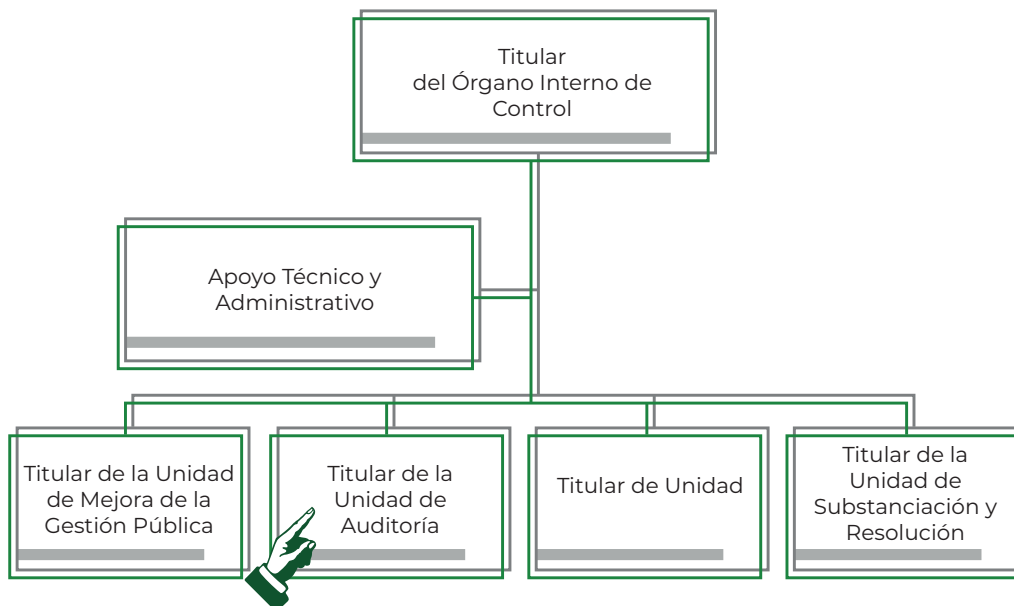 Titular
del Órgano Interno de
Control
Apoyo Técnico y
Administrativo
Titular de la Unidad
de Mejora de la
Gestión Pública
Titular de la
Unidad de
Auditoría
Titular de Unidad
Titular de la
Unidad de
Substanciación y
Resolución